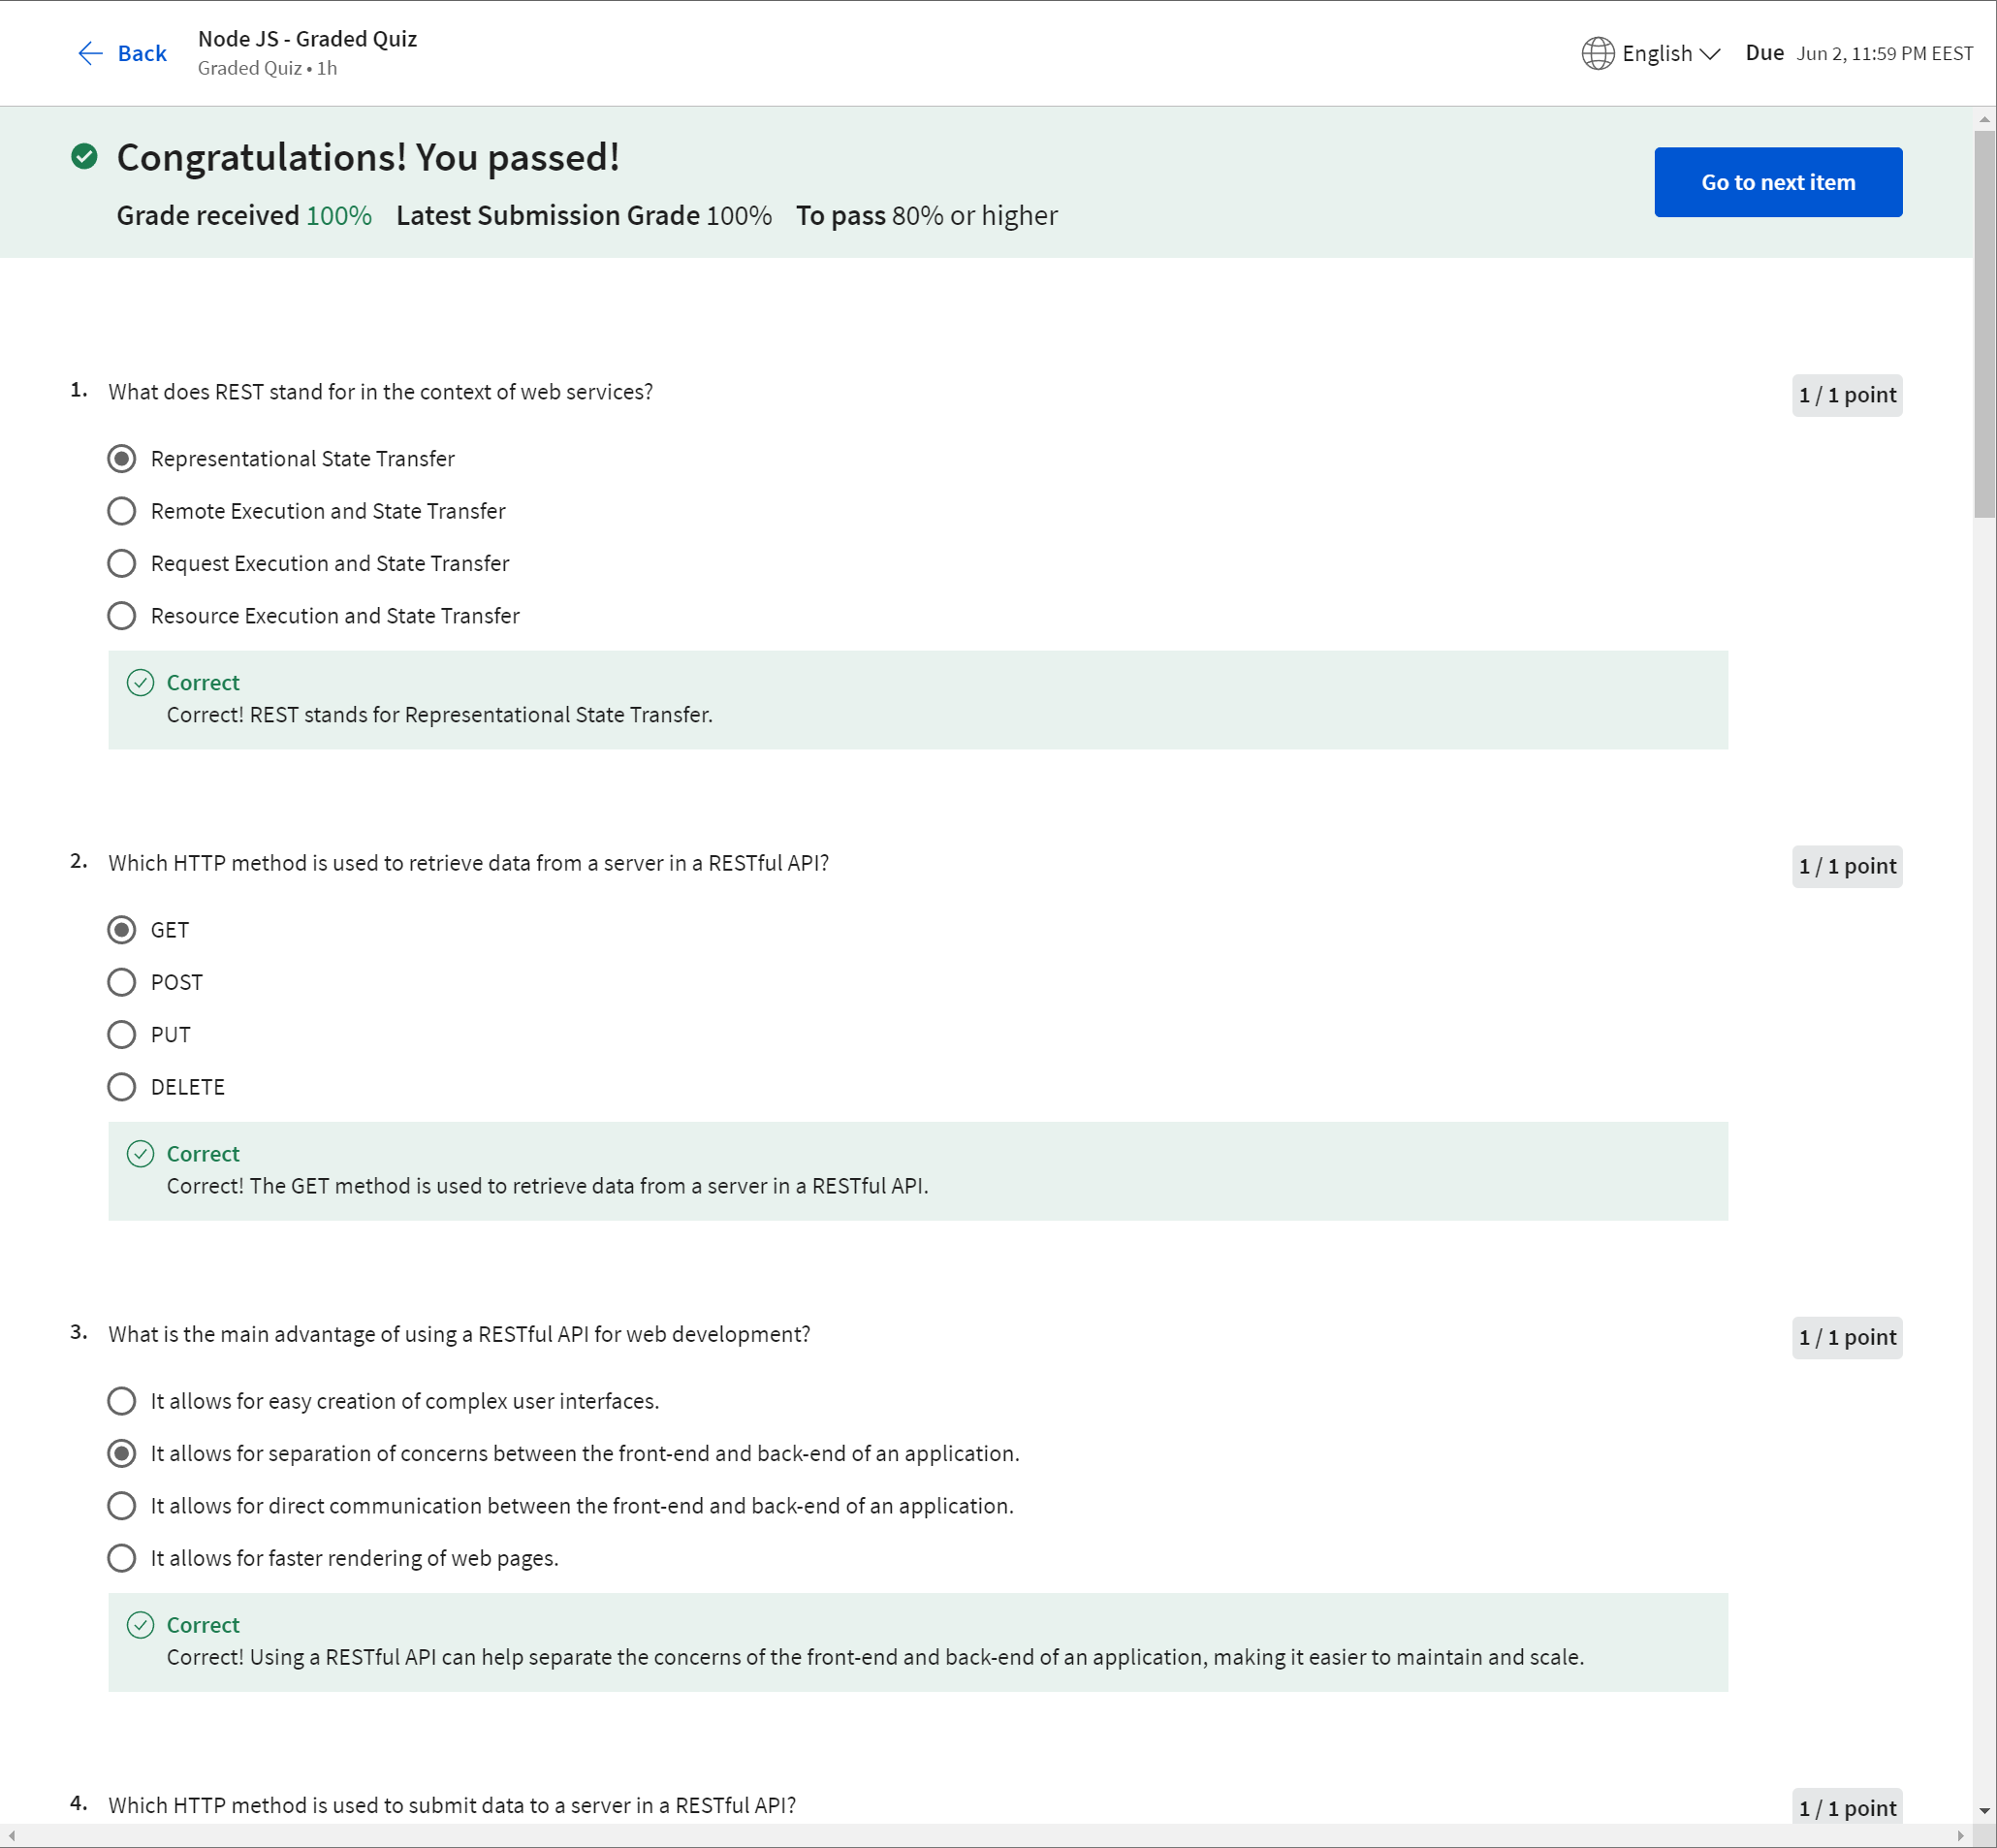 Back
Node JS - Graded Quiz
Graded Quiz • 1h
English
Due Jun 2, 11:59 PM EEST
Congratulations! You passed!
Grade received 100% Latest Submission Grade 100% To pass 80% or higher
Go to next item
1. What does REST stand for in the context of web services?
1 / 1 point
Representational State Transfer
Remote Execution and State Transfer
Request Execution and State Transfer
Resource Execution and State Transfer
Correct
Correct! REST stands for Representational State Transfer.
2. Which HTTP method is used to retrieve data from a server in a RESTful API?
1 / 1 point
GET
POST
PUT
DELETE
Correct
Correct! The GET method is used to retrieve data from a server in a RESTful API.
3. What is the main advantage of using a RESTful API for web development?
1 / 1 point
It allows for easy creation of complex user interfaces.
It allows for separation of concerns between the front-end and back-end of an application.
It allows for direct communication between the front-end and back-end of an application.
It allows for faster rendering of web pages.
Correct
Correct! Using a RESTful API can help separate the concerns of the front-end and back-end of an application, making it easier to maintain and scale.
4. Which HTTP method is used to submit data to a server in a RESTful API?
1 / 1 point